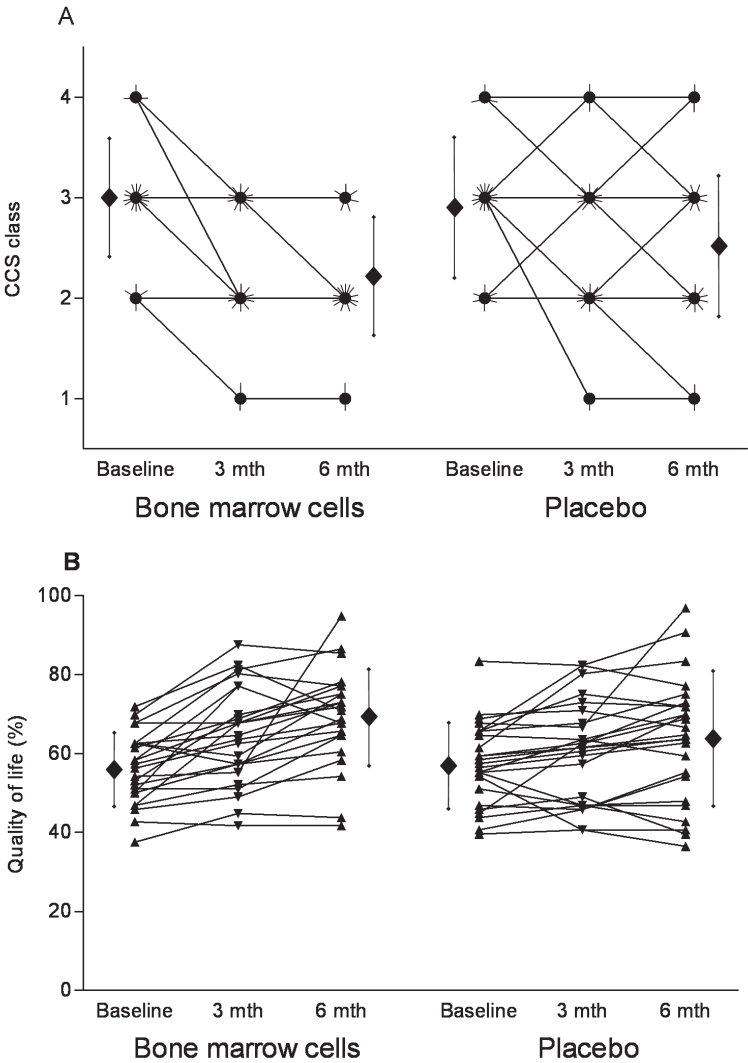 A
CCS class
4
3
2
1
Baseline 3 mth 6 mth Baseline 3 mth 6 mth
Bone marrow cells Placebo
B
Quality of life (%)
100
80
60
40
20
0
Baseline 3 mth 6 mth Baseline 3 mth 6 mth
Bone marrow cells Placebo